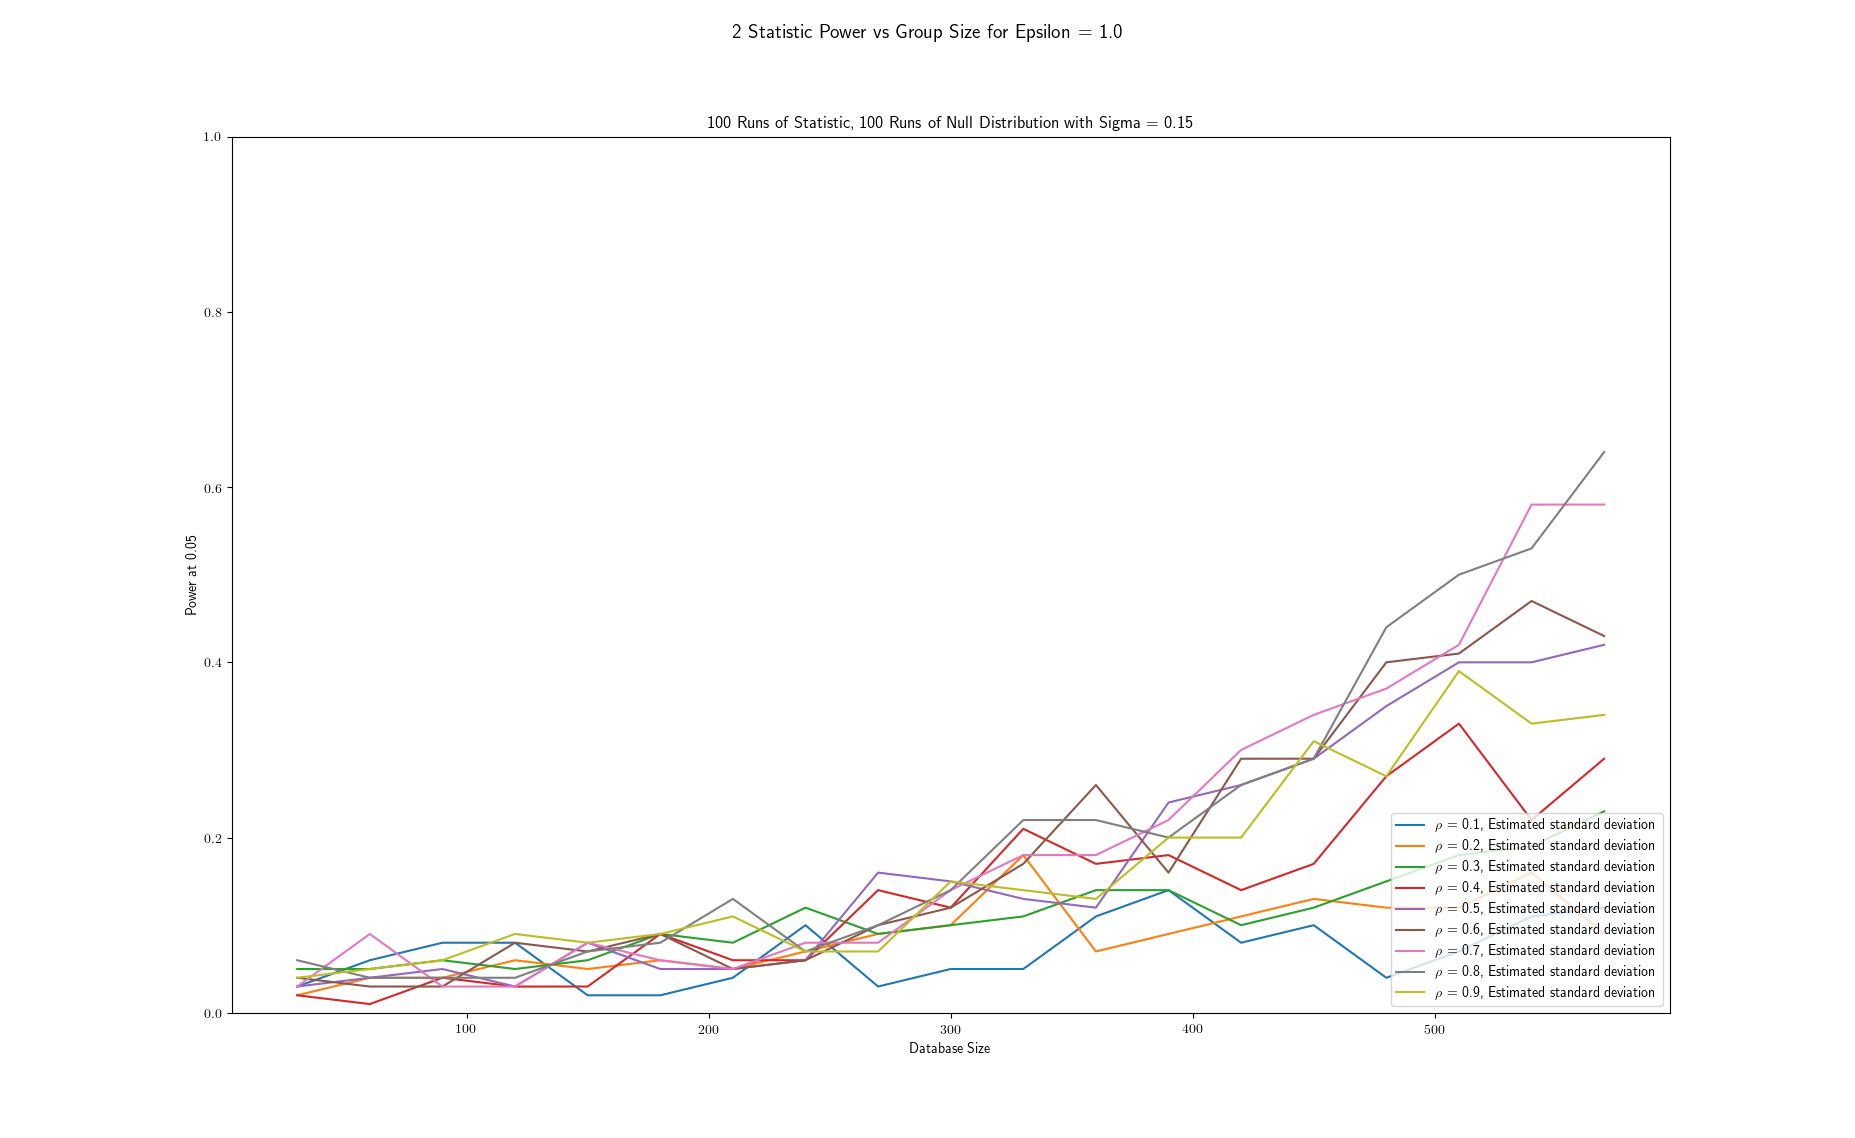 2 Statistic Power vs Group Size for Epsilon = 1.0
100 Runs of Statistic, 100 Runs of Null Distribution with Sigma = 0.15
1.0
0.8
0.6
0.4
0.2
0.0
Power at 0.05
100 200 300 400 500
Database Size
ρ = 0.1, Estimated standard deviation
ρ = 0.2, Estimated standard deviation
ρ = 0.3, Estimated standard deviation
ρ = 0.4, Estimated standard deviation
ρ = 0.5, Estimated standard deviation
ρ = 0.6, Estimated standard deviation
ρ = 0.7, Estimated standard deviation
ρ = 0.8, Estimated standard deviation
ρ = 0.9, Estimated standard deviation